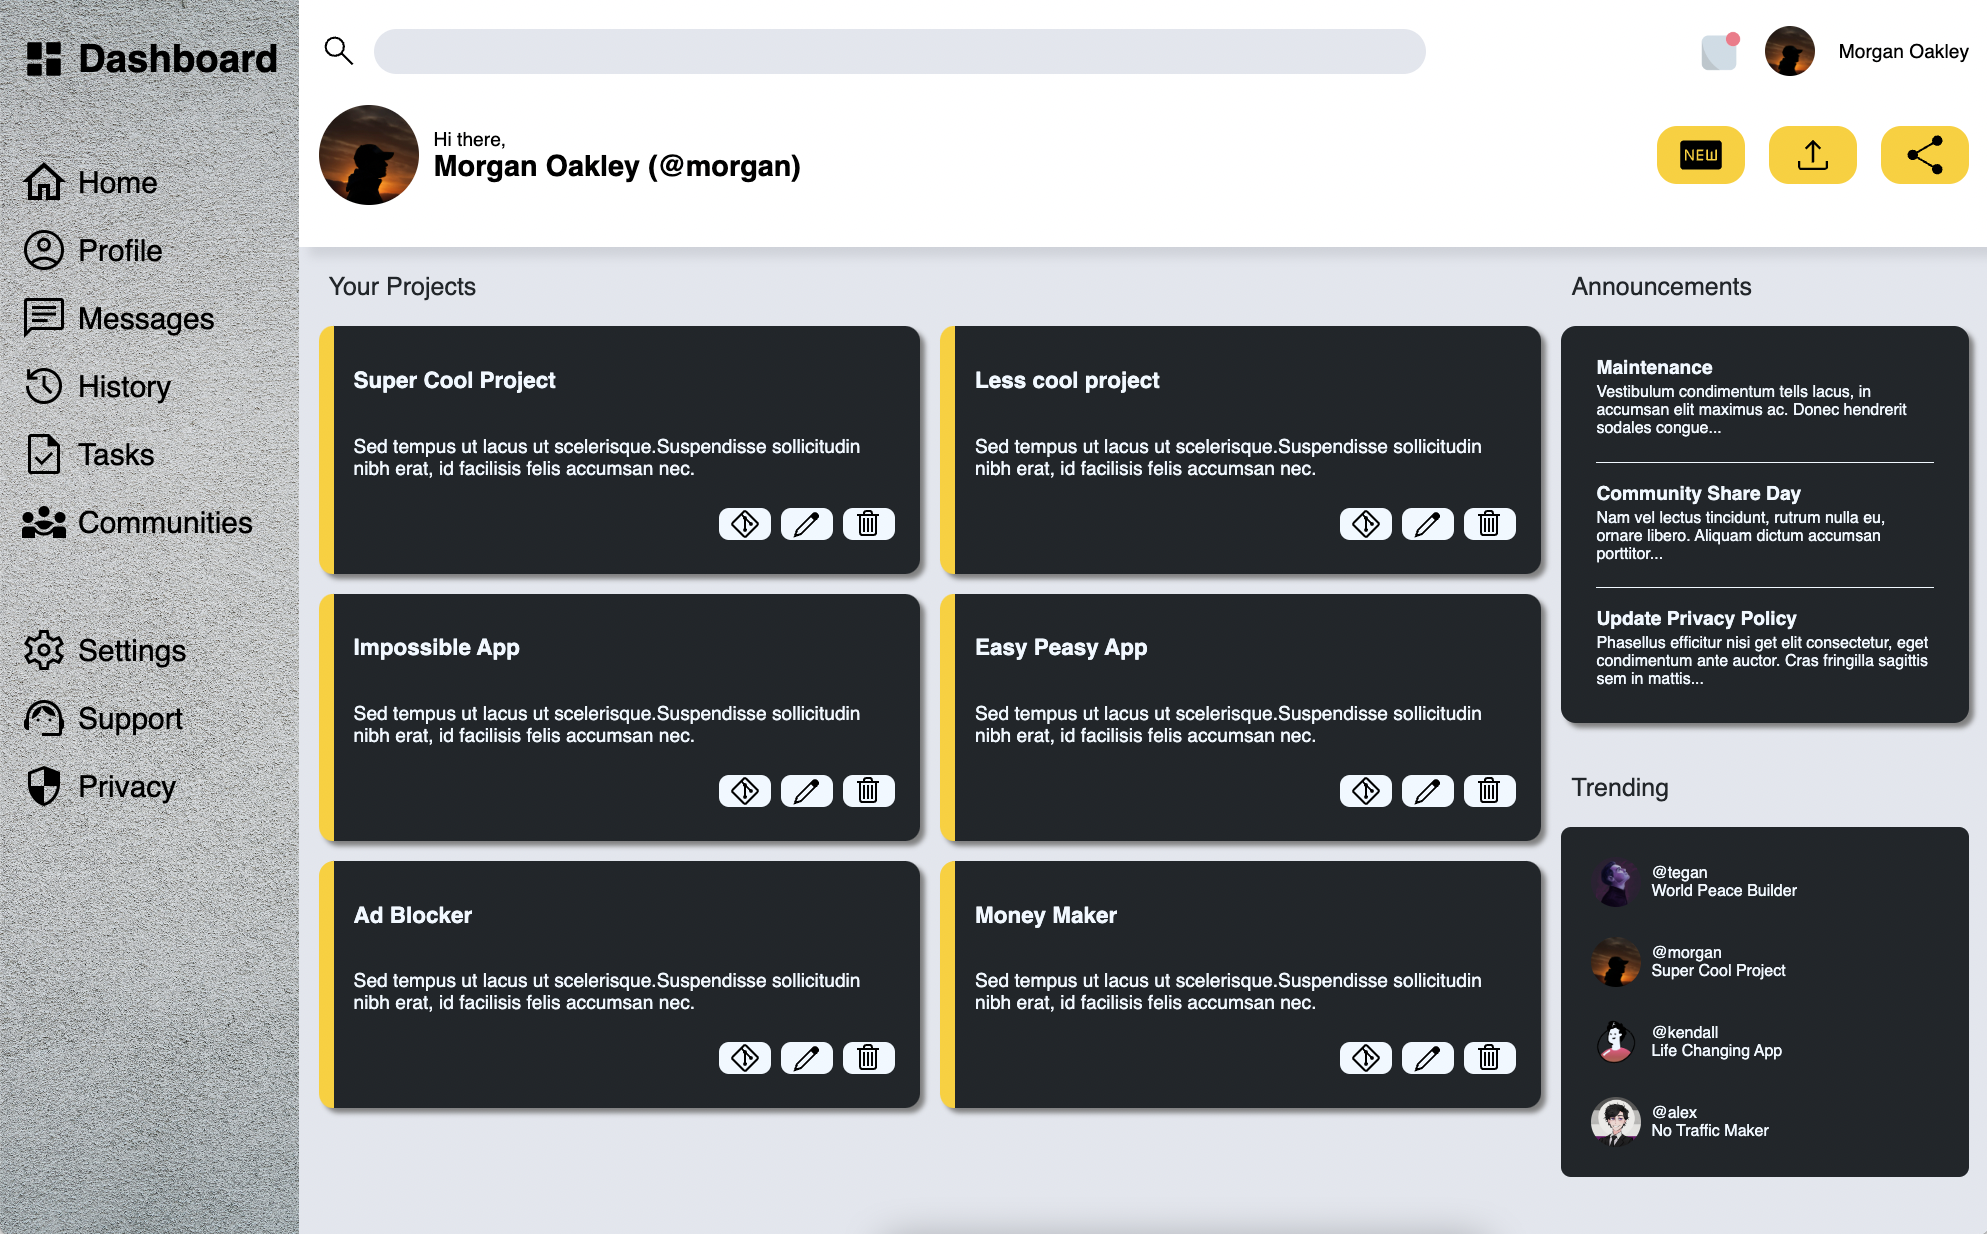 Dashboard
Home
Profile
Messages
History
Tasks
Communities
Settings
Support
Privacy
Morgan Oakley
Hi there,
Morgan Oakley (@morgan)
NEW
Your Projects
Super Cool Project
Sed tempus ut lacus ut scelerisque.Suspendisse sollicitudin
nibh erat, id facilisis felis accumsan nec.
Less cool project
Sed tempus ut lacus ut scelerisque.Suspendisse sollicitudin
nibh erat, id facilisis felis accumsan nec.
Impossible App
Sed tempus ut lacus ut scelerisque.Suspendisse sollicitudin
nibh erat, id facilisis felis accumsan nec.
Easy Peasy App
Sed tempus ut lacus ut scelerisque.Suspendisse sollicitudin
nibh erat, id facilisis felis accumsan nec.
Ad Blocker
Sed tempus ut lacus ut scelerisque.Suspendisse sollicitudin
nibh erat, id facilisis felis accumsan nec.
Money Maker
Sed tempus ut lacus ut scelerisque.Suspendisse sollicitudin
nibh erat, id facilisis felis accumsan nec.
Announcements
Maintenance
Vestibulum condimentum tells lacus, in
accumsan elit maximus ac. Donec hendrerit
sodales congue...
Community Share Day
Nam vel lectus tincidunt, rutrum nulla eu,
ornare libero. Aliquam dictum accumsan
porttitor...
Update Privacy Policy
Phasellus efficitur nisi get elit consectetur, eget
condimentum ante auctor. Cras fringilla sagittis
sem in mattis...
Trending
@tegan
World Peace Builder
@morgan
Super Cool Project
@kendall
Life Changing App
@alex
No Traffic Maker